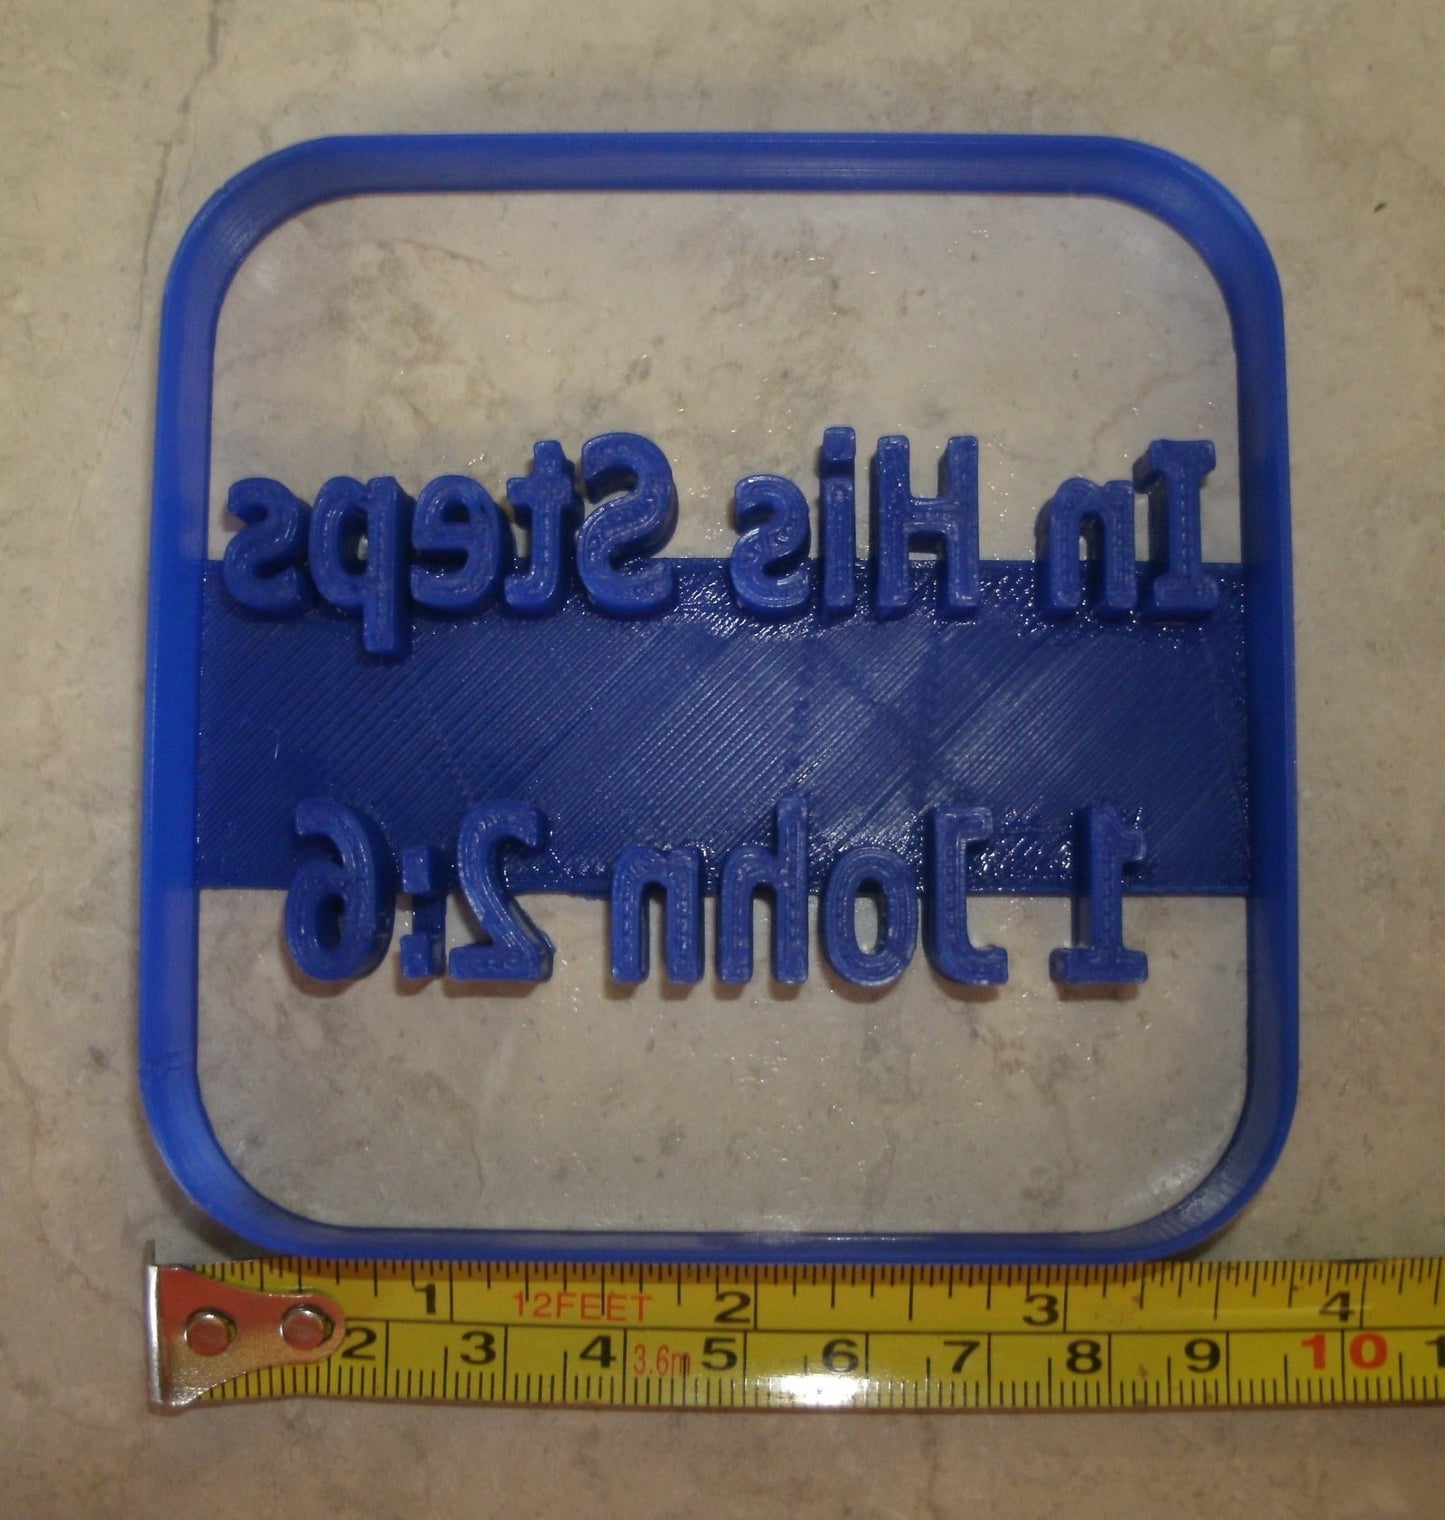 In His Steps
1 John 2:6
1 12FEET 2 3 4
2 3 4 3.6m 5 6 7 8 9 10 1